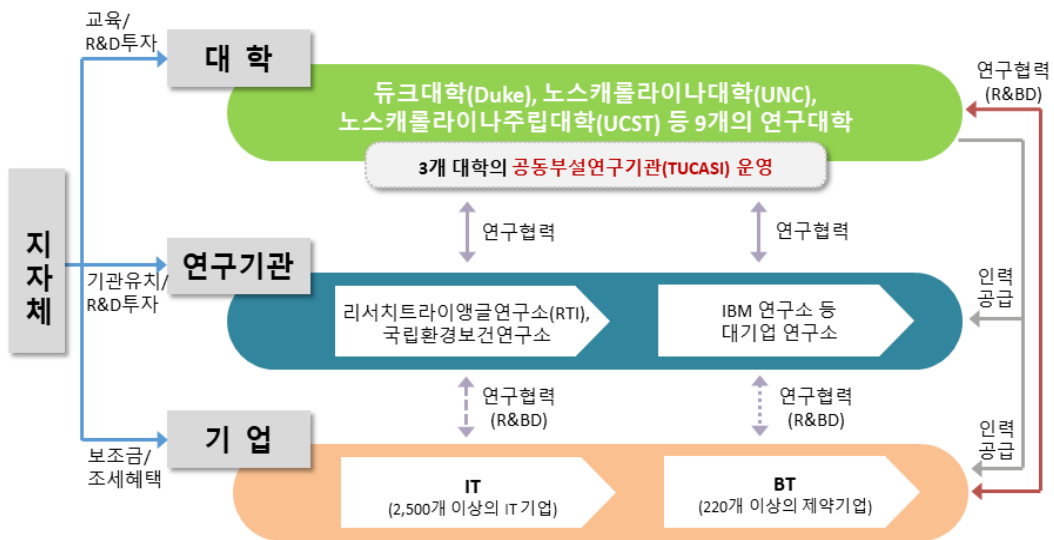 교육/
R&D투자
대 학
연구협력
(R&BD)
듀크대학(Duke), 노스캐롤라이나대학(UNC),
노스캐롤라이나주립대학(UCST) 등 9개의 연구대학
3개 대학의 공동부설연구기관(TUCASI) 운영
지
자
체
연구협력
연구협력
기관유치/
R&D투자
연구기관
리서치트라이앵글연구소(RTI),
국립환경보건연구소
IBM 연구소 등
대기업 연구소
인력
공급
연구협력
(R&BD)
연구협력
(R&BD)
보조금/
조세혜택
기 업
인력
공급
IT
(2,500개 이상의 IT 기업)
BT
(220개 이상의 제약기업)